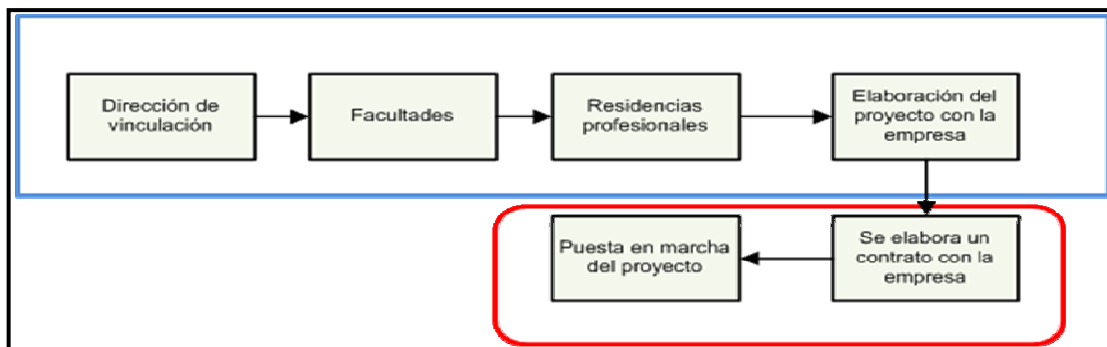 Dirección de
vinculación
Facultades
Residencias
profesionales
Elaboración del
proyecto con la
empresa
Se elabora un
contrato con la
empresa
Puesta en marcha
del proyecto